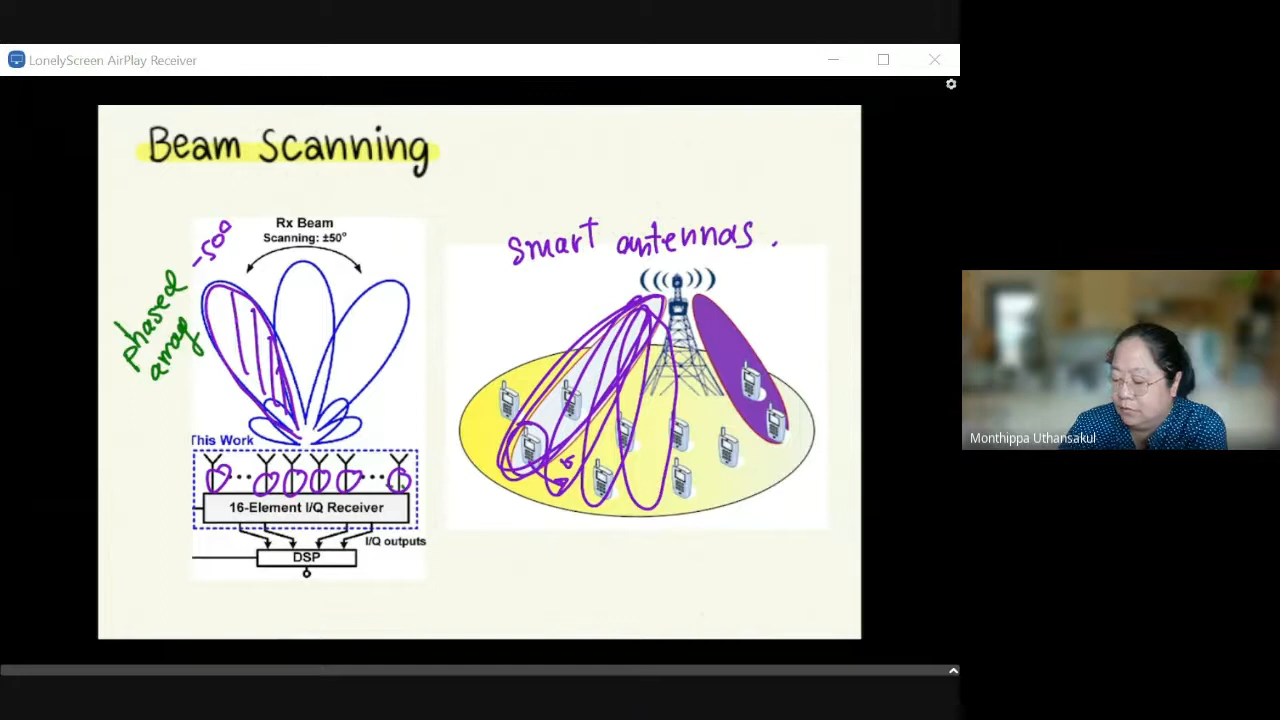 LonelyScreen AirPlay Receiver
Beam Scanning
Rx Beam
Scanning: ±50°
-50°
phased
array
smart antennas.
This Work
16-Element I/Q Receiver
I/Q outputs
DSP
Monthippa Uthansakul